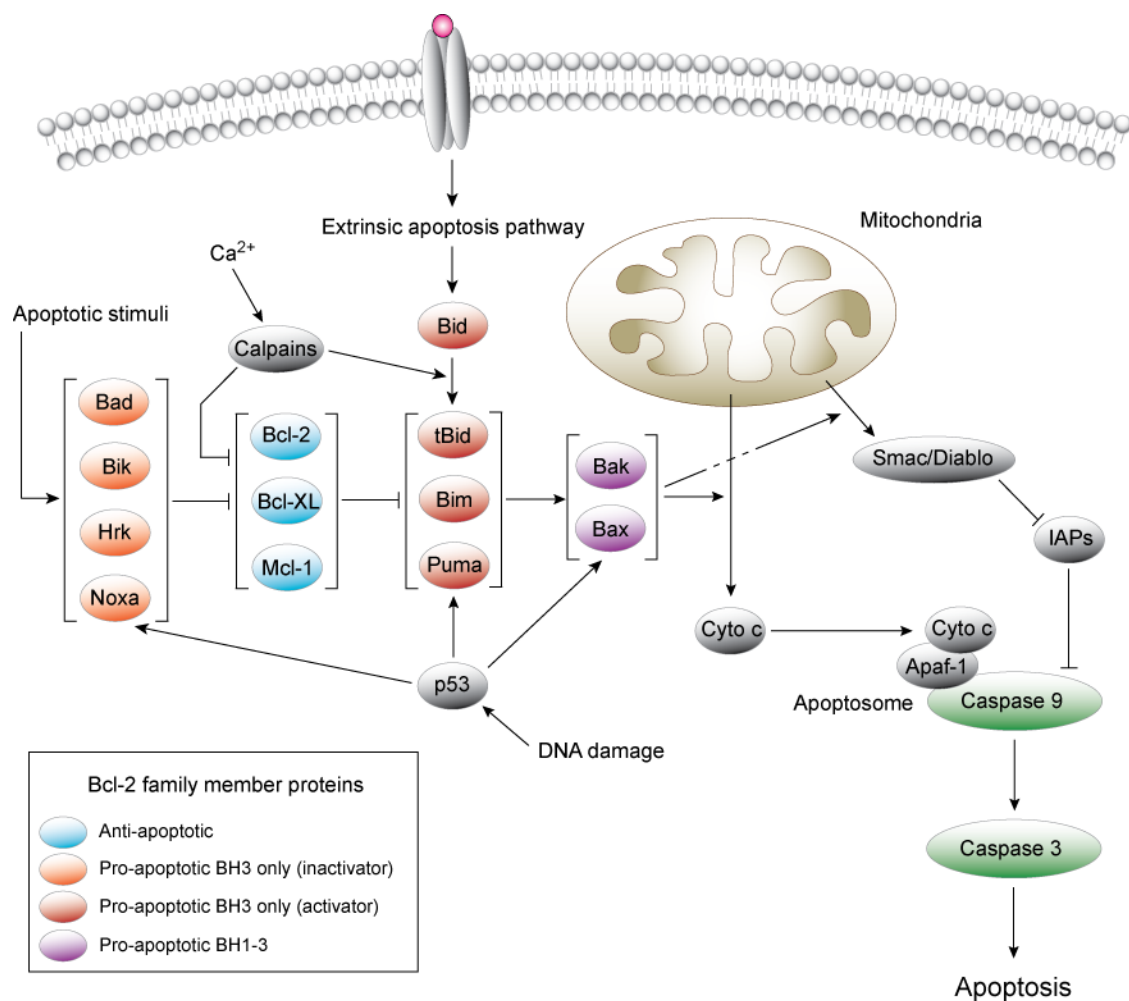 Extrinsic apoptosis pathway
Mitochondria
Ca²⁺
Apoptotic stimuli
Bid
Calpains
Bad
Bik
Hrk
Noxa
Bcl-2
Bcl-XL
Mcl-1
tBid
Bim
Puma
Bak
Bax
Smac/Diablo
IAPs
Cyto c
Cyto c
Apaf-1
Apoptosome
Caspase 9
p53
DNA damage
Caspase 3
Apoptosis
Bcl-2 family member proteins
Anti-apoptotic
Pro-apoptotic BH3 only (inactivator)
Pro-apoptotic BH3 only (activator)
Pro-apoptotic BH1-3